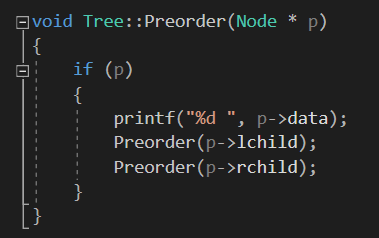 void Tree::Preorder(Node * p)
{
if (p)
{
printf("%d ", p->data);
Preorder(p->lchild);
Preorder(p->rchild);
}
}